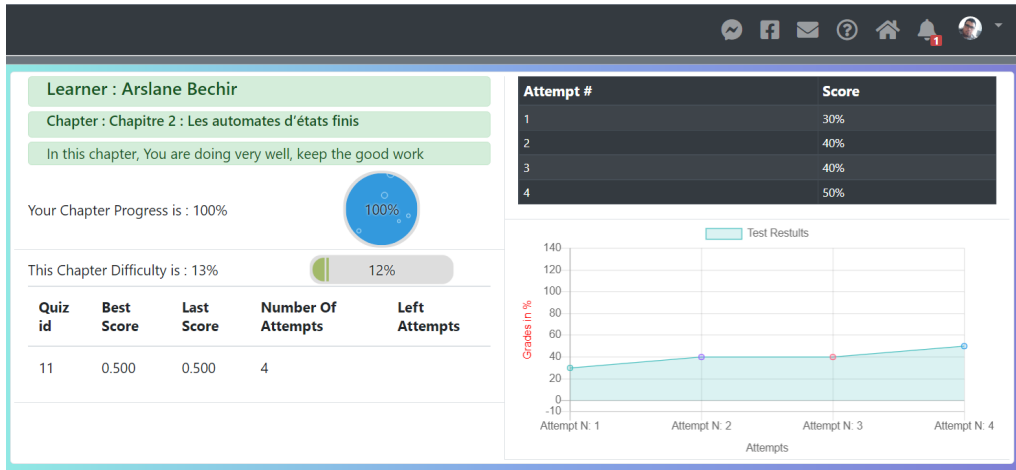 1
Learner : Arslane Bechir
Chapter : Chapitre 2 : Les automates d'états finis
In this chapter, You are doing very well, keep the good work
Your Chapter Progress is : 100%
100%
This Chapter Difficulty is : 13%
12%
Quiz id Best Score Last Score Number Of Attempts Left Attempts
11 0.500 0.500 4
Attempt # Score
1 30%
2 40%
3 40%
4 50%
Test Restults
Grades in %
140
120
100
80
60
40
20
0
-10
Attempt N: 1 Attempt N: 2 Attempt N: 3 Attempt N: 4
Attempts